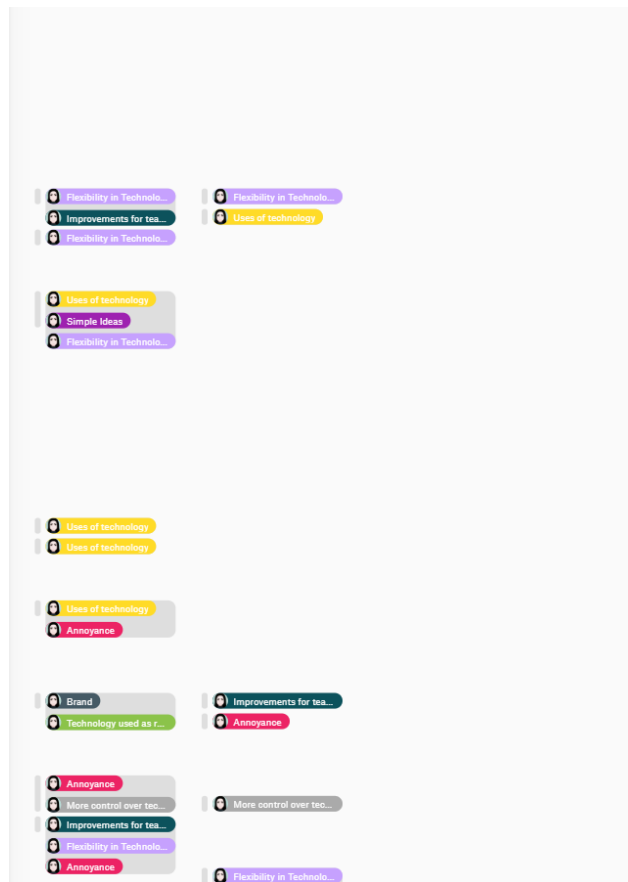 Flexibility in Technolo...
Flexibility in Technolo...
Improvements for tea...
Uses of technology
Flexibility in Technolo...
Uses of technology
Simple Ideas
Flexibility in Technolo...
Uses of technology
Uses of technology
Uses of technology
Annoyance
Brand
Improvements for tea...
Technology used as r...
Annoyance
Annoyance
More control over tec...
More control over tec...
Improvements for tea...
Flexibility in Technolo...
Annoyance
Flexibility in Technolo...